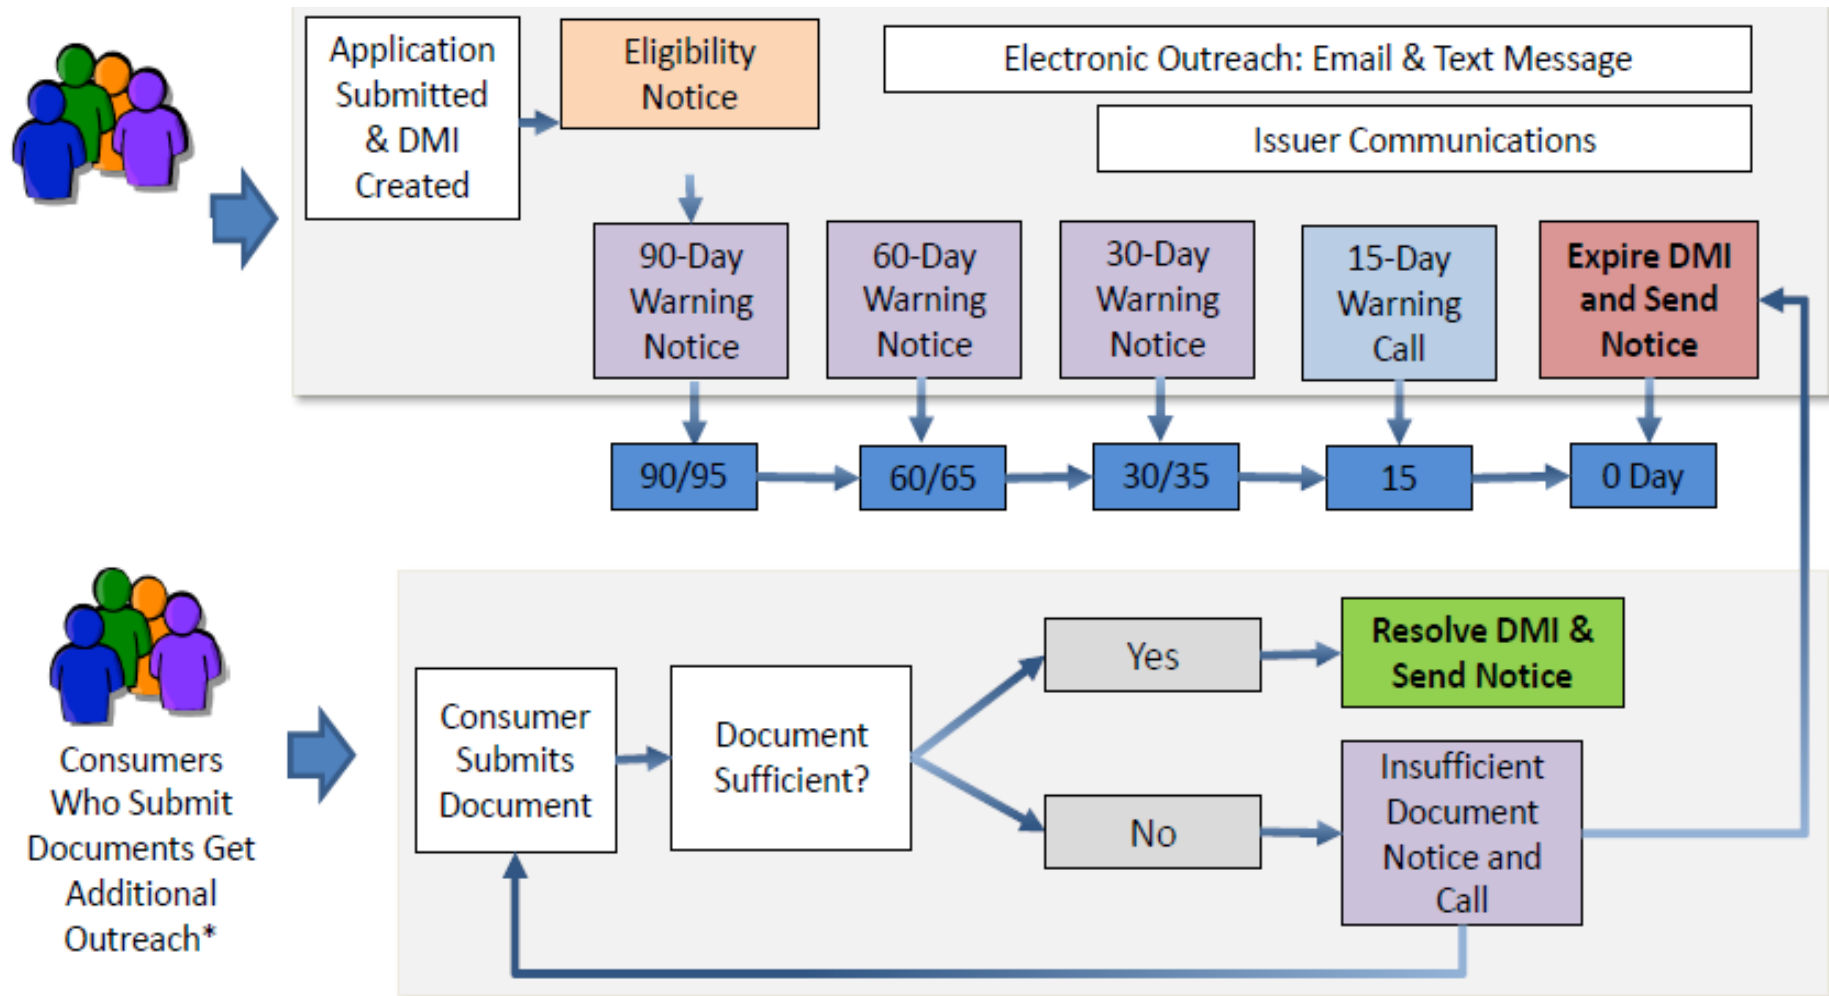 Application
Submitted
& DMI
Created
Eligibility
Notice
Electronic Outreach: Email & Text Message
Issuer Communications
90-Day
Warning
Notice
60-Day
Warning
Notice
30-Day
Warning
Notice
15-Day
Warning
Call
Expire DMI
and Send
Notice
90/95
60/65
30/35
15
0 Day
Consumers
Who Submit
Documents Get
Additional
Outreach*
Consumer
Submits
Document
Document
Sufficient?
Yes
Resolve DMI &
Send Notice
No
Insufficient
Document
Notice and
Call